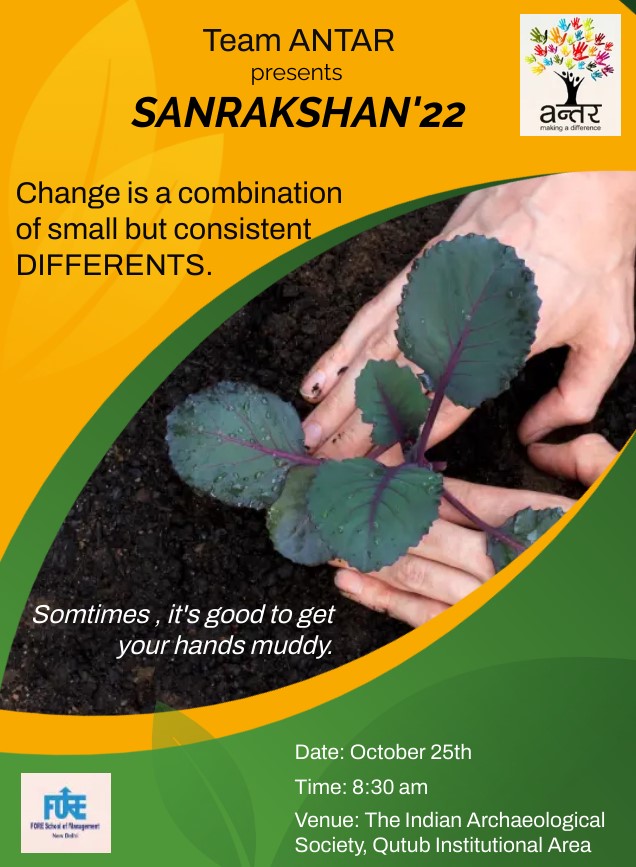 Team ANTAR
presents
SANRAKSHAN'22
अन्तर
making a difference
Change is a combination
of small but consistent
DIFFERENTS.
Somtimes , it's good to get
your hands muddy.
Date: October 25th
Time: 8:30 am
Venue: The Indian Archaeological
Society, Qutub Institutional Area
FORE
FORE School of Management
New Delhi